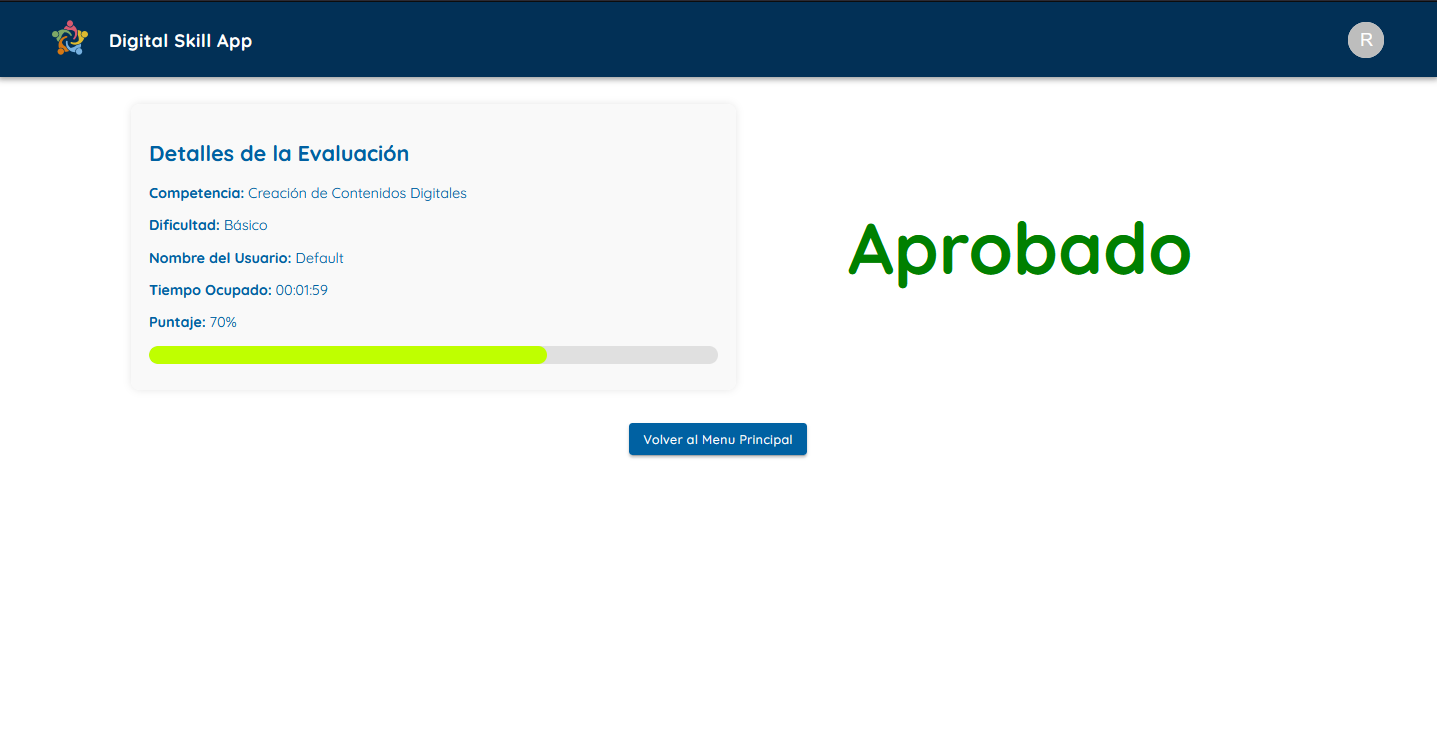 Digital Skill App
R
Detalles de la Evaluación
Competencia: Creación de Contenidos Digitales
Dificultad: Básico
Nombre del Usuario: Default
Tiempo Ocupado: 00:01:59
Puntaje: 70%
Aprobado
Volver al Menu Principal